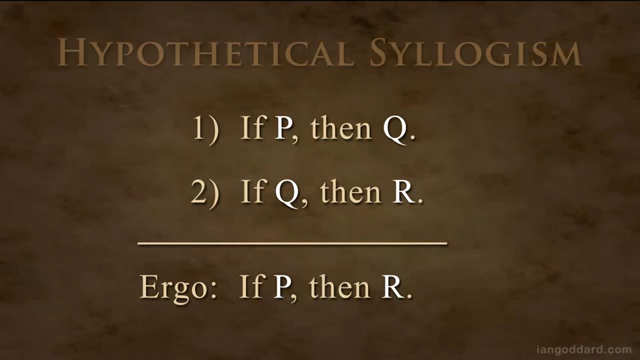 HYPOTHETICAL SYLLOGISM
1) If P, then Q.
2) If Q, then R.
Ergo: If P, then R.
iangoddard.com